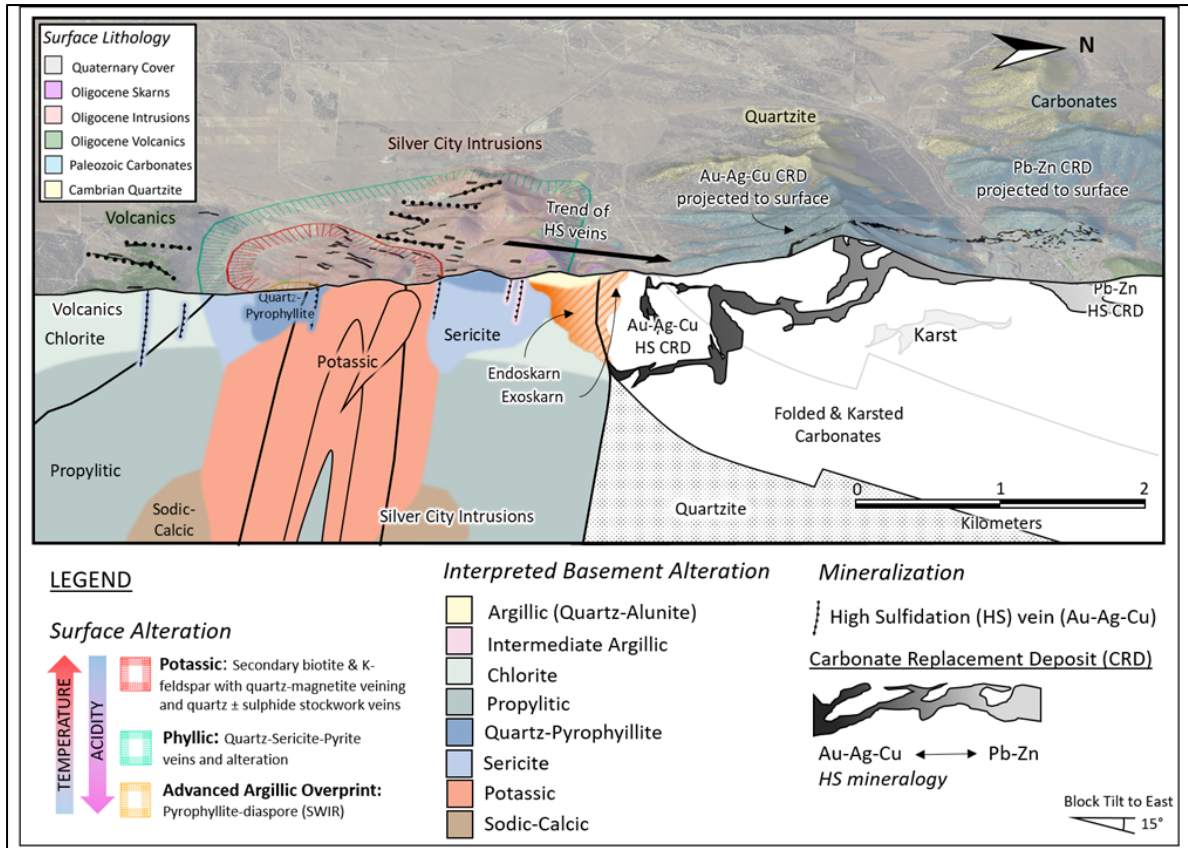 Surface Lithology
Quaternary Cover
Oligocene Skarns
Oligocene Intrusions
Oligocene Volcanics
Paleozoic Carbonates
Cambrian Quartzite
N
Carbonates
Quartzite
Silver City Intrusions
Au-Ag-Cu CRD
projected to surface
Pb-Zn CRD
projected to surface
Volcanics
Trend of
HS veins
Volcanics
Chlorite
Quartz-
Pyrophyllite
Potassic
Sericite
Au-Ag-Cu
HS CRD
Pb-Zn
HS CRD
Karst
Endoskarn
Exoskarn
Folded & Karsted
Carbonates
Propylitic
Sodic-
Calcic
Silver City Intrusions
Quartzite
0 1 2
Kilometers
LEGEND
Surface Alteration
TEMPERATURE
ACIDITY
Potassic: Secondary biotite & K-
feldspar with quartz-magnetite veining
and quartz ± sulphide stockwork veins
Phyllic: Quartz-Sericite-Pyrite
veins and alteration
Advanced Argillic Overprint:
Pyrophyllite-diaspore (SWIR)
Interpreted Basement Alteration
Argillic (Quartz-Alunite)
Intermediate Argillic
Chlorite
Propylitic
Quartz-Pyrophyillite
Sericite
Potassic
Sodic-Calcic
Mineralization
High Sulfidation (HS) vein (Au-Ag-Cu)
Carbonate Replacement Deposit (CRD)
Au-Ag-Cu Pb-Zn
HS mineralogy
Block Tilt to East
15°